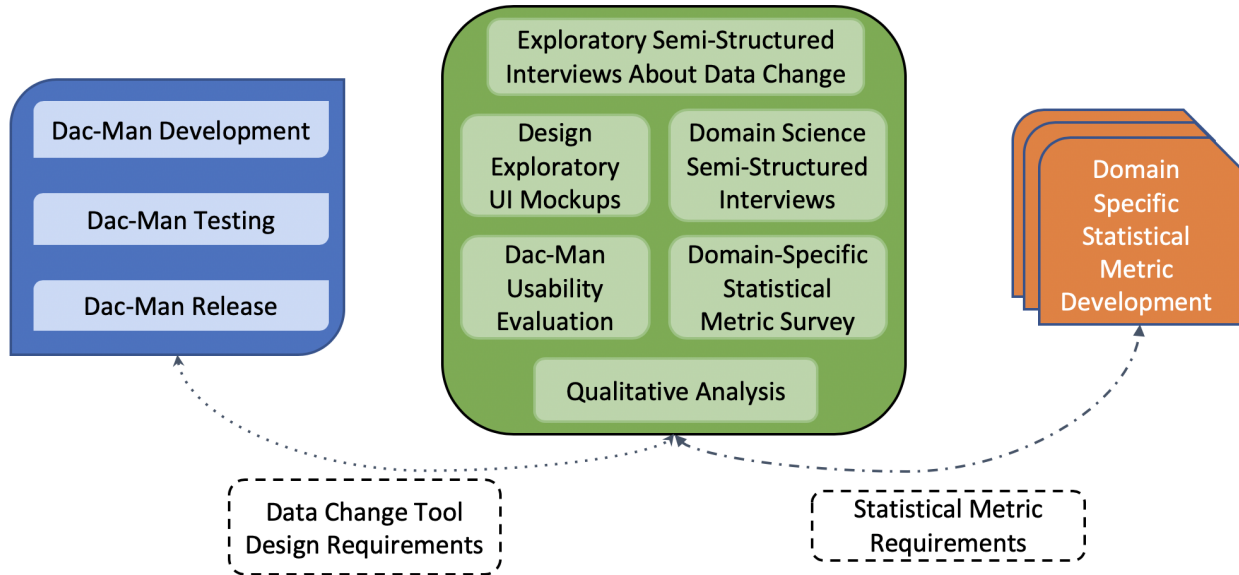 Dac-Man Development
Dac-Man Testing
Dac-Man Release
Exploratory Semi-Structured
Interviews About Data Change
Design
Exploratory
UI Mockups
Domain Science
Semi-Structured
Interviews
Dac-Man
Usability
Evaluation
Domain-Specific
Statistical
Metric Survey
Qualitative Analysis
Domain
Specific
Statistical
Metric
Development
Data Change Tool
Design Requirements
Statistical Metric
Requirements